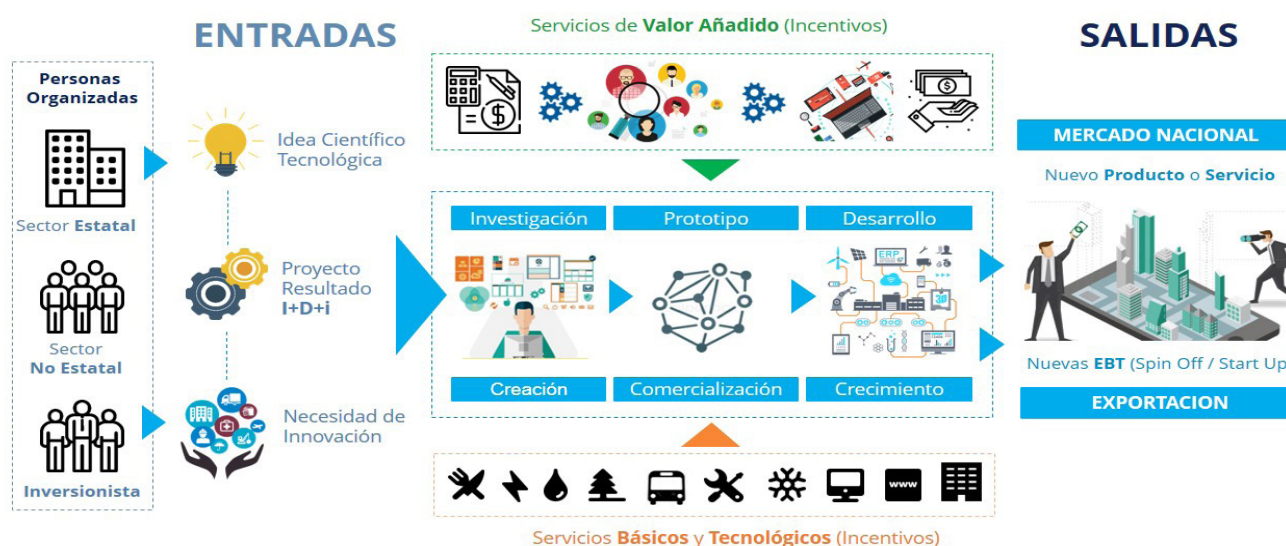 ENTRADAS
Servicios de Valor Añadido (Incentivos)
SALIDAS
Personas
Organizadas
Sector Estatal
Sector
No Estatal
Inversionista
Idea Científico
Tecnológica
Proyecto
Resultado
I+D+i
Necesidad de
Innovación
Investigación
Prototipo
Desarrollo
ERP
Creación
Comercialización
Crecimiento
www
Servicios Básicos y Tecnológicos (Incentivos)
MERCADO NACIONAL
Nuevo Producto o Servicio
Nuevas EBT (Spin Off / Start Up
EXPORTACION